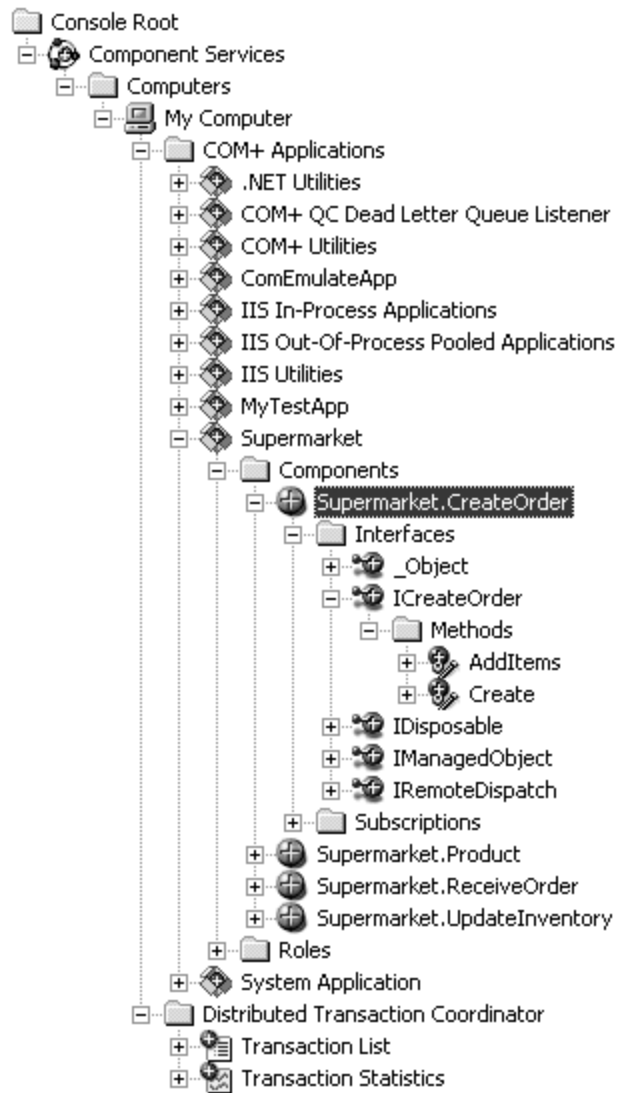 Console Root
Component Services
Computers
My Computer
COM+ Applications
.NET Utilities
COM+ QC Dead Letter Queue Listener
COM+ Utilities
ComEmulateApp
IIS In-Process Applications
IIS Out-Of-Process Pooled Applications
IIS Utilities
MyTestApp
Supermarket
Components
Supermarket.CreateOrder
Interfaces
_Object
ICreateOrder
Methods
AddItems
Create
IDisposable
IManagedObject
IRemoteDispatch
Subscriptions
Supermarket.Product
Supermarket.ReceiveOrder
Supermarket.UpdateInventory
Roles
System Application
Distributed Transaction Coordinator
Transaction List
Transaction Statistics